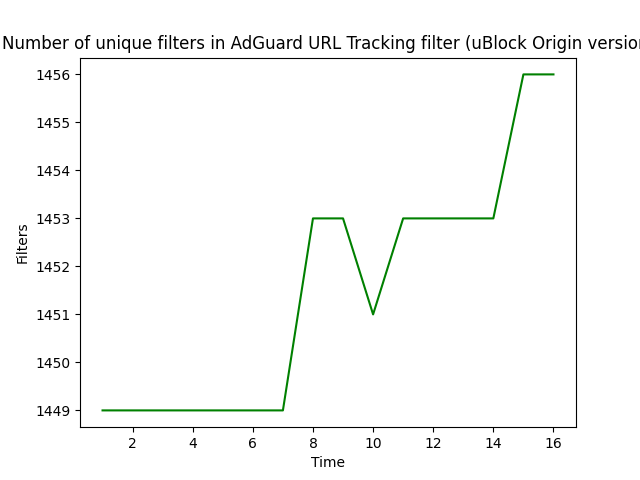 Number of unique filters in AdGuard URL Tracking filter (uBlock Origin version
1456
1455
1454
1453
1452
1451
1450
1449
Filters
2 4 6 8 10 12 14 16
Time